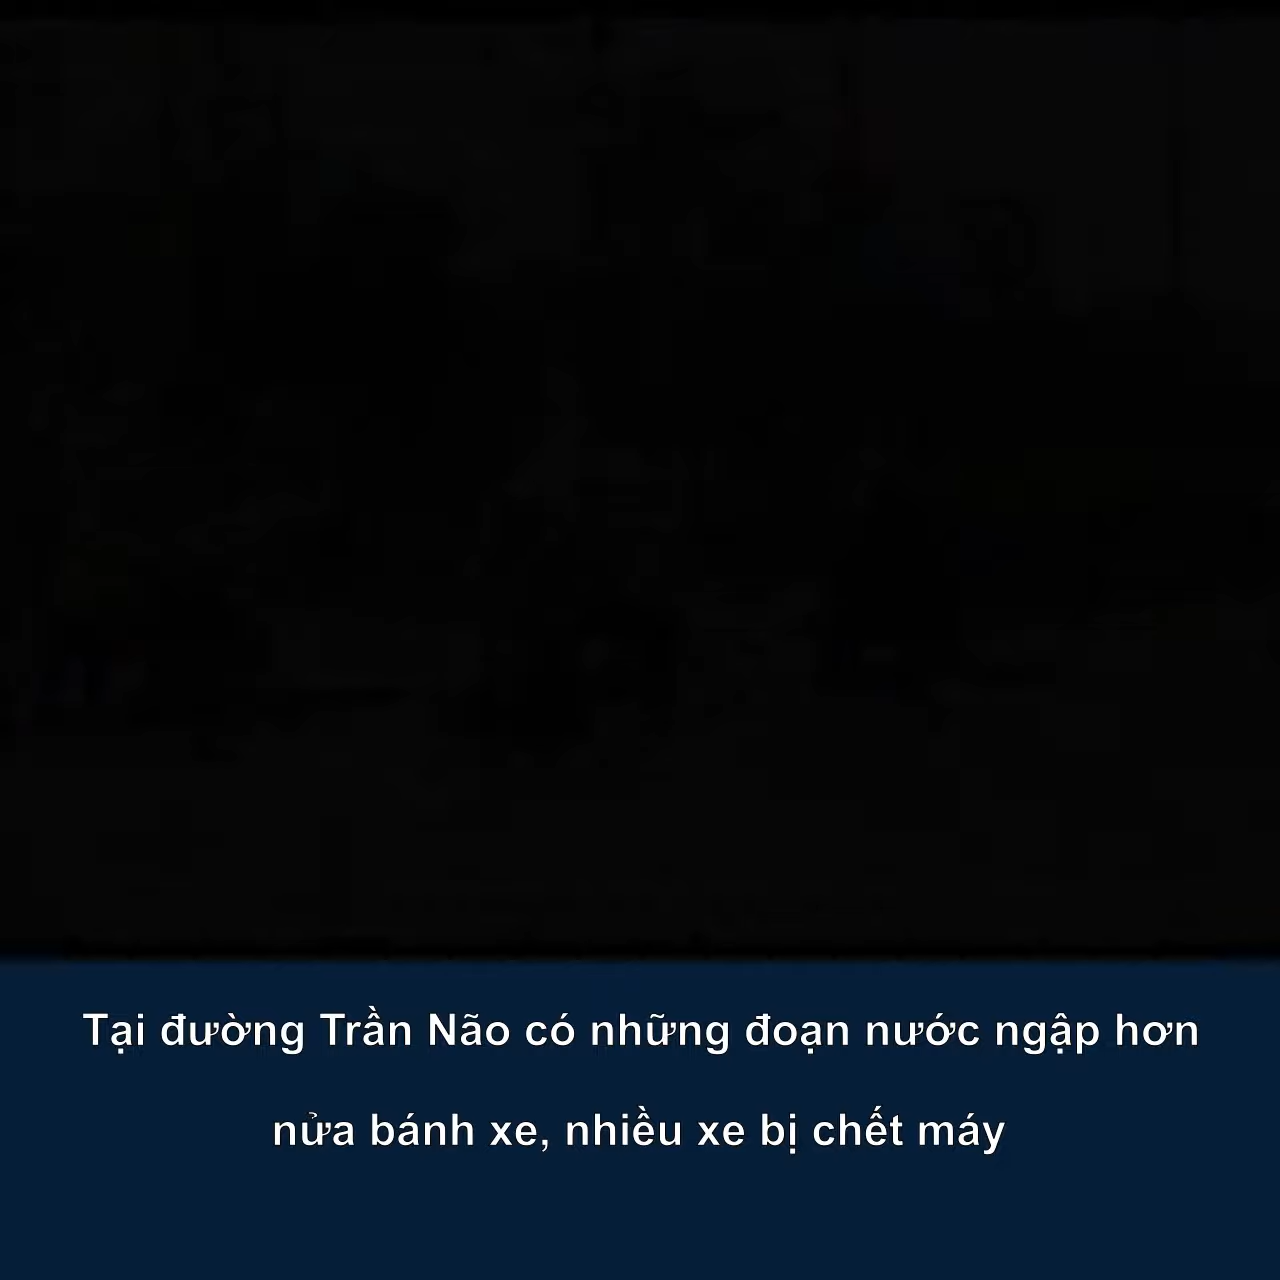 Tại đường Trần Não có những đoạn nước ngập hơn
nửa bánh xe, nhiều xe bị chết máy